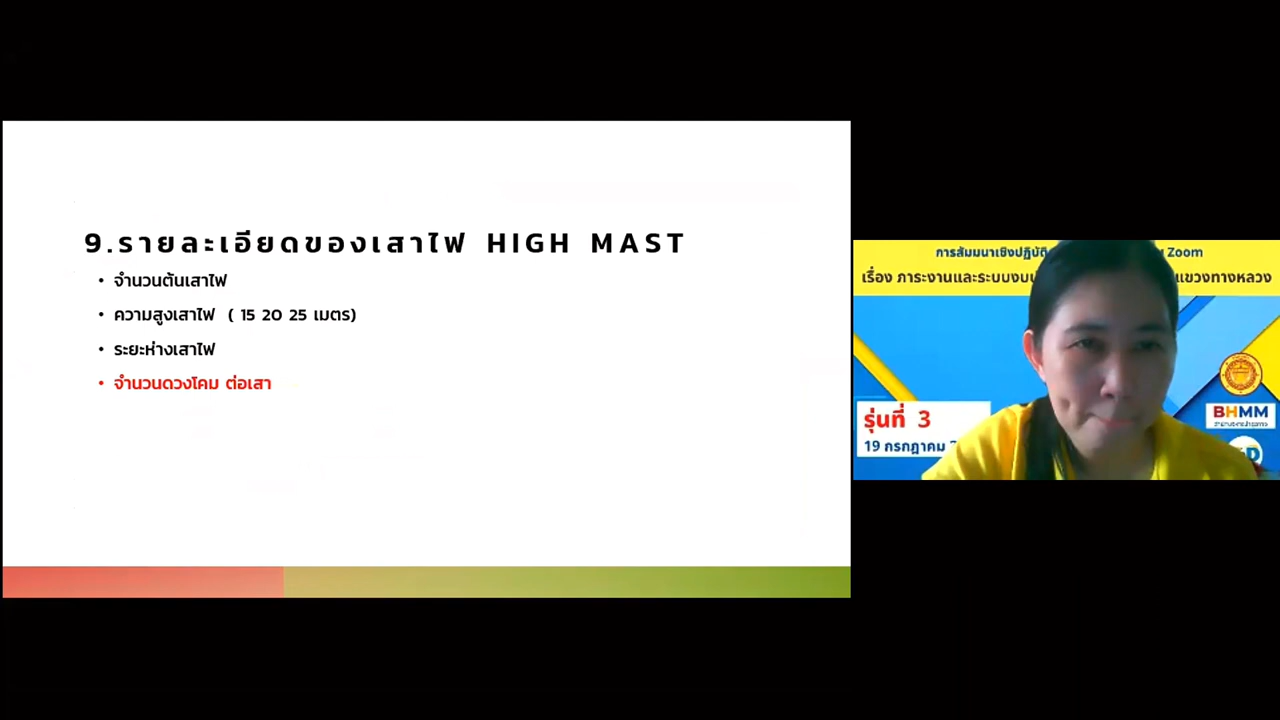 9.รายละเอียดของเสาไฟ HIGH MAST
• จำนวนต้นเสาไฟ
• ความสูงเสาไฟ ( 15 20 25 เมตร)
• ระยะห่างเสาไฟ
• จำนวนดวงโคม ต่อเสา
การสัมมนาเชิงปฏิบัติ Zoom
เรื่อง ภาระงานและระบบงบ แขวงทางหลวง
รุ่นที่ 3
19 กรกฎาคม
BHMM